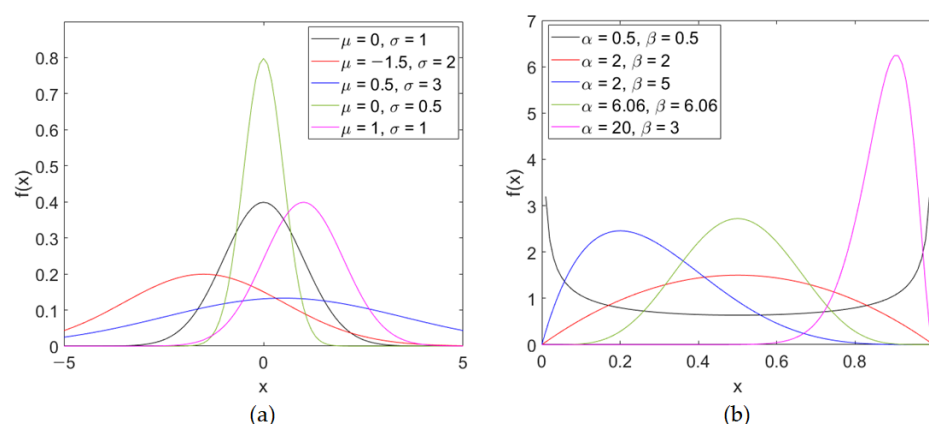 μ = 0, σ = 1
μ = −1.5, σ = 2
μ = 0.5, σ = 3
μ = 0, σ = 0.5
μ = 1, σ = 1
0.8
0.7
0.6
0.5
0.4
0.3
0.2
0.1
0
f(x)
−5
0
5
x
(a)
α = 0.5, β = 0.5
α = 2, β = 2
α = 2, β = 5
α = 6.06, β = 6.06
α = 20, β = 3
7
6
5
4
3
2
1
0
f(x)
0
0.2
0.4
0.6
0.8
x
(b)